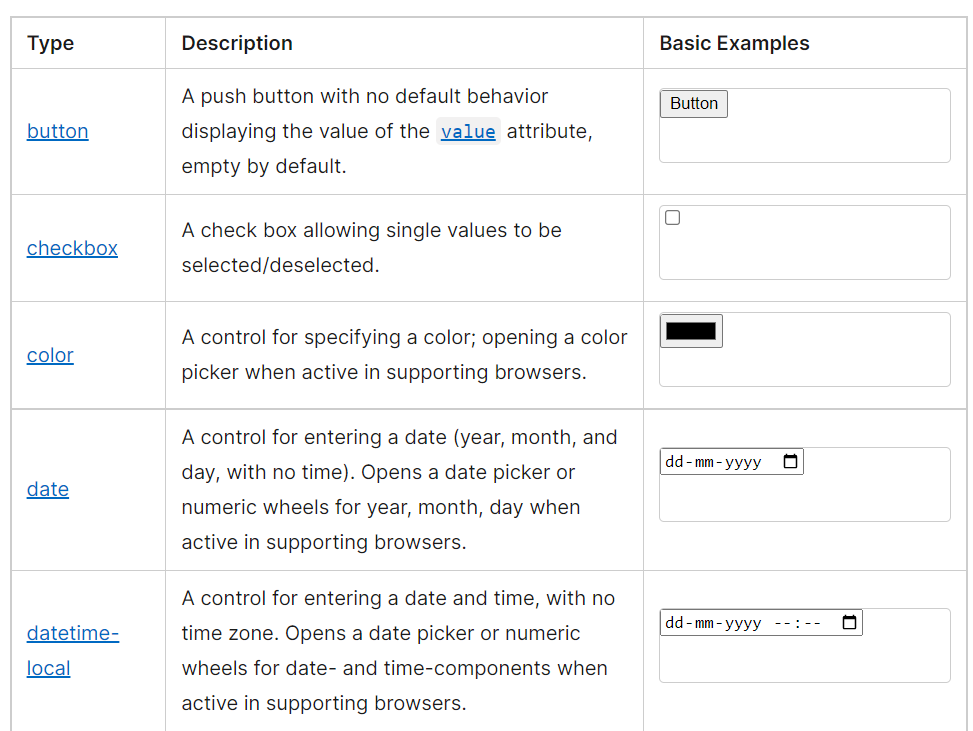 Type Description Basic Examples
A push button with no default behavior
button displaying the value of the value attribute,
empty by default.
Button
checkbox
A check box allowing single values to be
selected/deselected.
color
A control for specifying a color; opening a color
picker when active in supporting browsers.
date
A control for entering a date (year, month, and
day, with no time). Opens a date picker or
numeric wheels for year, month, day when
active in supporting browsers.
dd-mm-yyyy
datetime-
local
A control for entering a date and time, with no
time zone. Opens a date picker or numeric
wheels for date- and time-components when
active in supporting browsers.
dd-mm-yyyy --:--